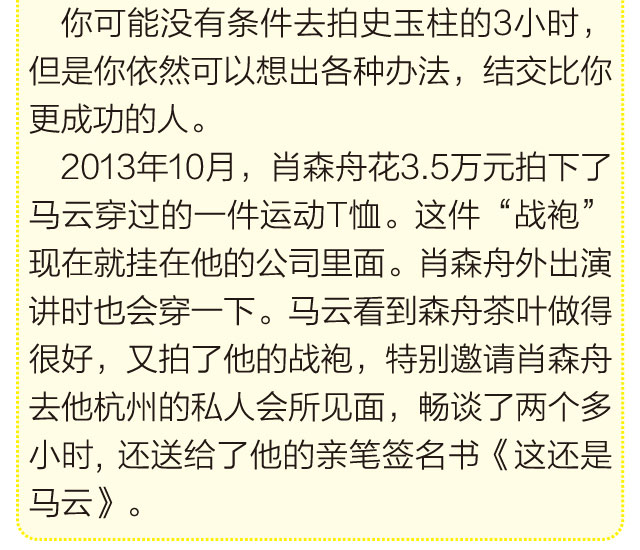 你可能没有条件去拍史玉柱的3小时，
但是你依然可以想出各种办法，结交比你
更成功的人。
2013年10月，肖森舟花3.5万元拍下了
马云穿过的一件运动T恤。这件“战袍”
现在就挂在他的公司里面。肖森舟外出演
讲时也会穿一下。马云看到森舟茶叶做得
很好，又拍了他的战袍，特别邀请肖森舟
去他杭州的私人会所见面，畅谈了两个多
小时, 还送给了他的亲笔签名书《这还是
马云》。